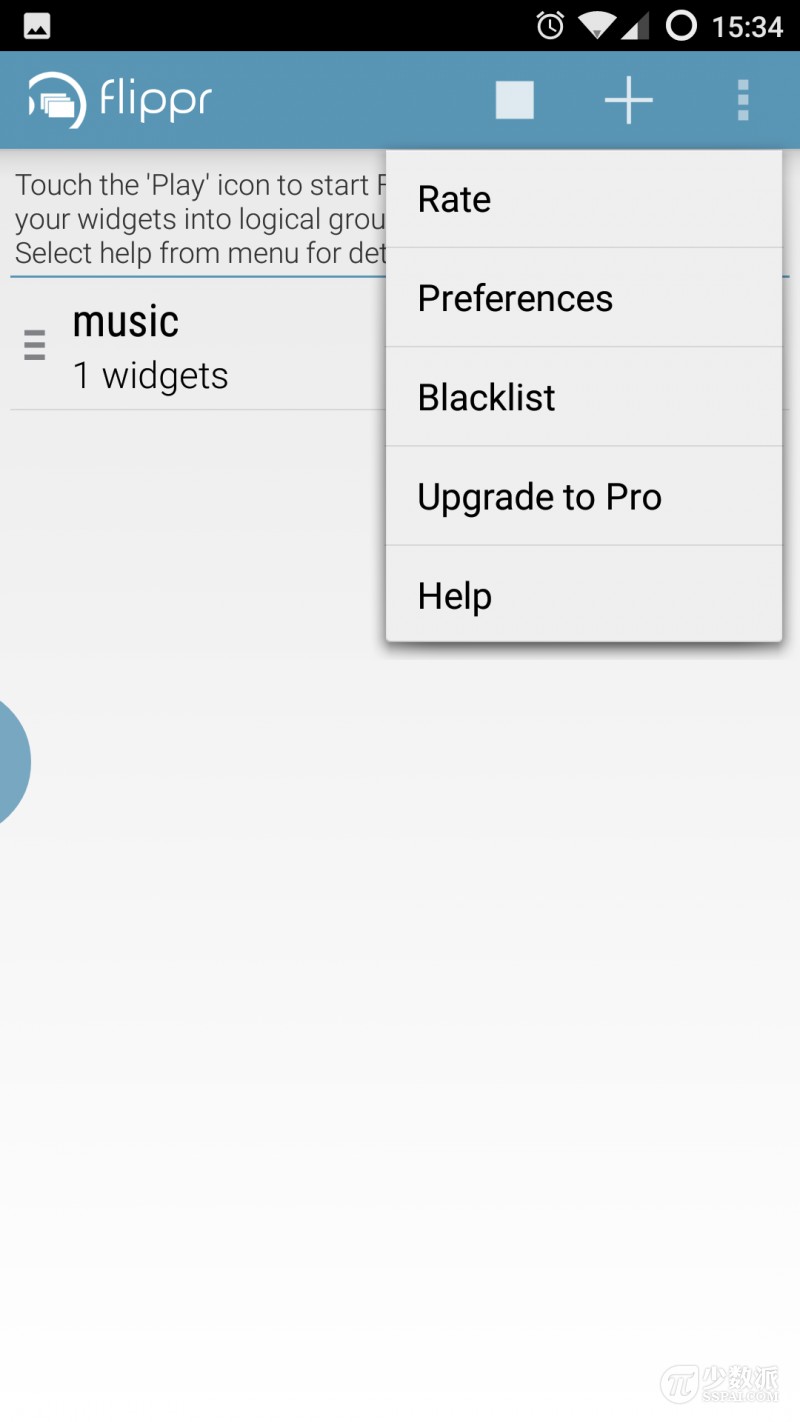 15:34
flippr
Touch the 'Play' icon to start F
your widgets into logical grou
Select help from menu for det
music
1 widgets
Rate
Preferences
Blacklist
Upgrade to Pro
Help
少数派
SSPAI.COM